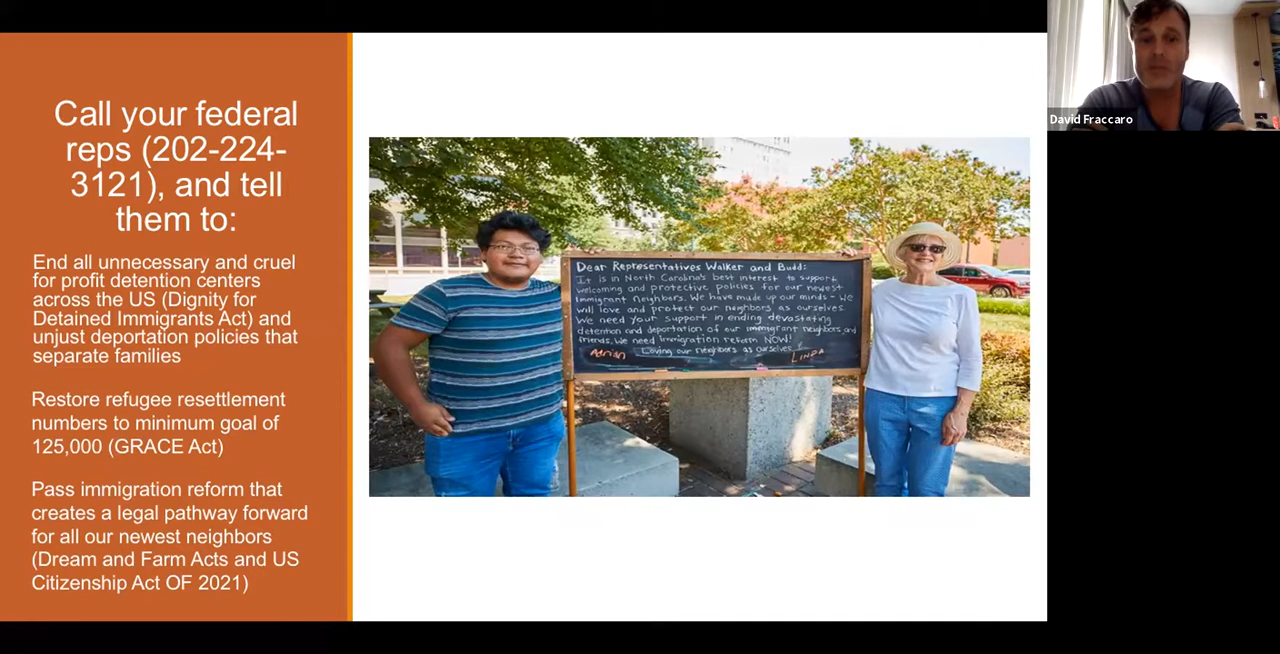 Call your federal
reps (202-224-
3121), and tell
them to:
End all unnecessary and cruel
for profit detention centers
across the US (Dignity for
Detained Immigrants Act) and
unjust deportation policies that
separate families
Restore refugee resettlement
numbers to minimum goal of
125,000 (GRACE Act)
Pass immigration reform that
creates a legal pathway forward
for all our newest neighbors
(Dream and Farm Acts and US
Citizenship Act OF 2021)
Dear Representatives Walker and Budd:
It is in North Carolina's best interest to support
welcoming and protective policies for our newest
immigrant neighbors. We have made up our minds - we
will love and protect our neighbors as ourselves.
We need your support in ending devastating
detention and deportation of our immigrant neighbors and
friends. We need immigration reform NOW!
Adrian Loving our neighbors as ourselves LINDA
David Fraccaro